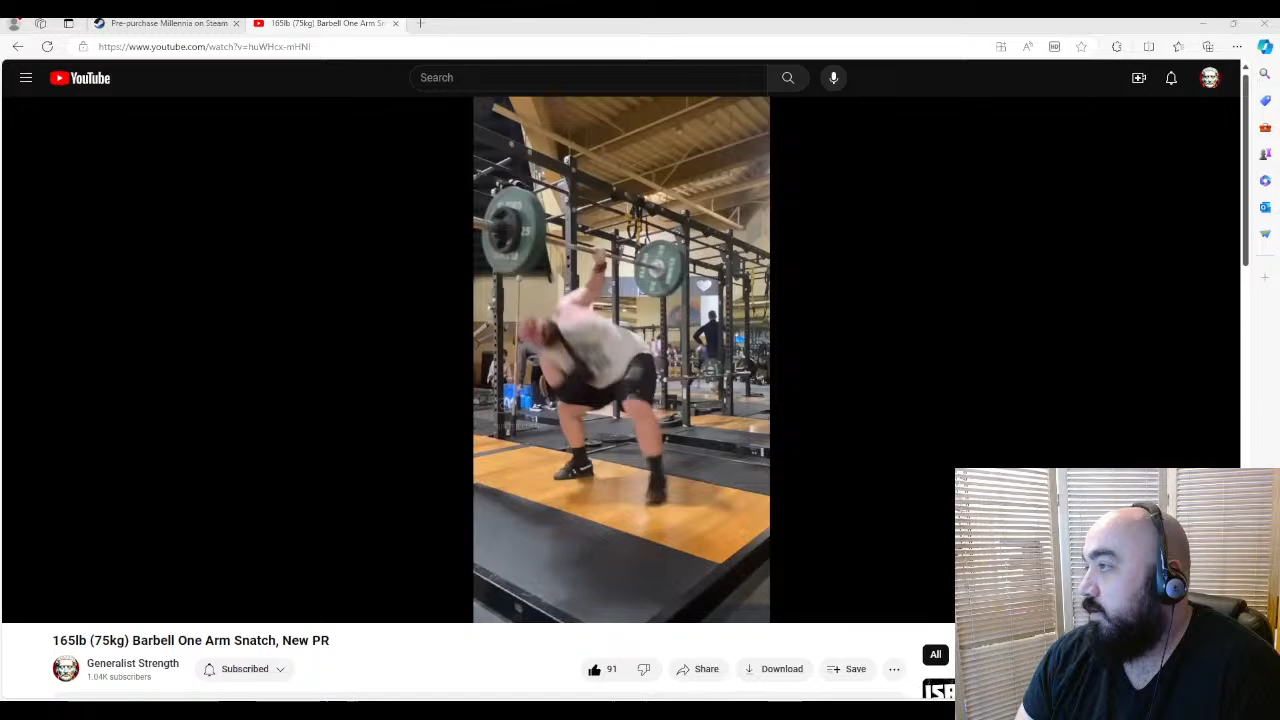 Pre-purchase Millennia on Steam
165lb (75kg) Barbell One Arm Sn
https://www.youtube.com/watch?v=huWHcx-mHNI
YouTube
Search
25
165lb (75kg) Barbell One Arm Snatch, New PR
Generalist Strength
1.04K subscribers
Subscribed
91
Share
Download
Save
All